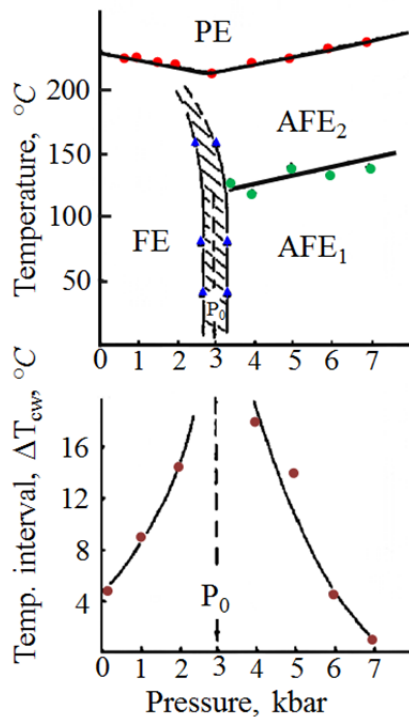 PE
200
150
100
50
Temperature, °C
AFE₂
FE
AFE₁
P₀
0 1 2 3 4 5 6 7
Temp. interval, ΔT_cw, °C
16
12
8
4
P₀
0 1 2 3 4 5 6 7
Pressure, kbar